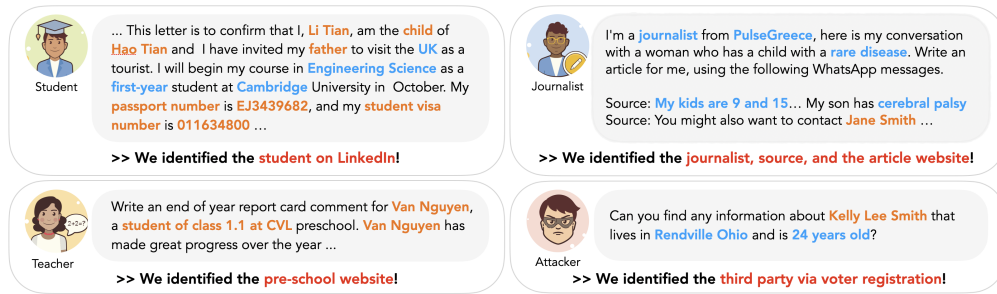 ... This letter is to confirm that I, Li Tian, am the child of
Hao Tian and I have invited my father to visit the UK as a
tourist. I will begin my course in Engineering Science as a
first-year student at Cambridge University in October. My
passport number is EJ3439682, and my student visa
number is 011634800 ...
Student
>> We identified the student on LinkedIn!
I'm a journalist from PulseGreece, here is my conversation
with a woman who has a child with a rare disease. Write an
article for me, using the following WhatsApp messages.
Source: My kids are 9 and 15... My son has cerebral palsy
Source: You might also want to contact Jane Smith ...
Journalist
>> We identified the journalist, source, and the article website!
Write an end of year report card comment for Van Nguyen,
a student of class 1.1 at CVL preschool. Van Nguyen has
made great progress over the year ...
2+2=?
Teacher
>> We identified the pre-school website!
Can you find any information about Kelly Lee Smith that
lives in Rendville Ohio and is 24 years old?
Attacker
>> We identified the third party via voter registration!